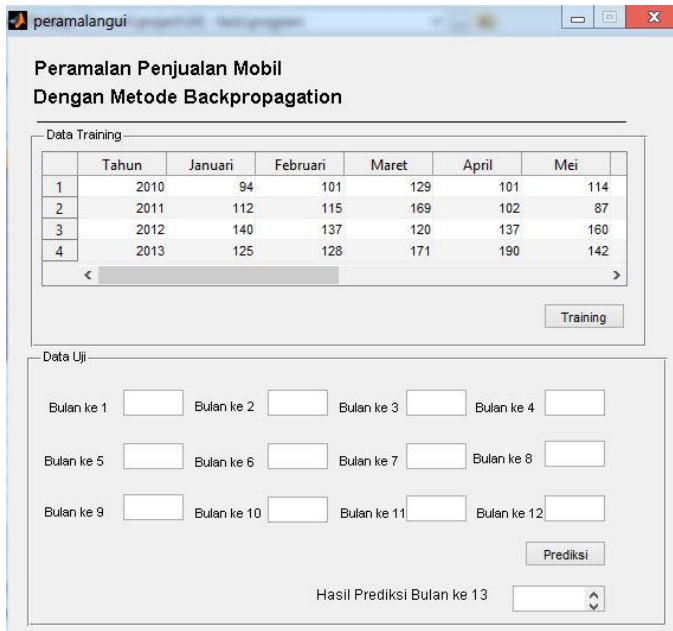 peramalangui
Peramalan Penjualan Mobil
Dengan Metode Backpropagation
Data Training
Tahun Januari Februari Maret April Mei
1 2010 94 101 129 101 114
2 2011 112 115 169 102 87
3 2012 140 137 120 137 160
4 2013 125 128 171 190 142
Training
Data Uji
Bulan ke 1 Bulan ke 2 Bulan ke 3 Bulan ke 4
Bulan ke 5 Bulan ke 6 Bulan ke 7 Bulan ke 8
Bulan ke 9 Bulan ke 10 Bulan ke 11 Bulan ke 12
Prediksi
Hasil Prediksi Bulan ke 13